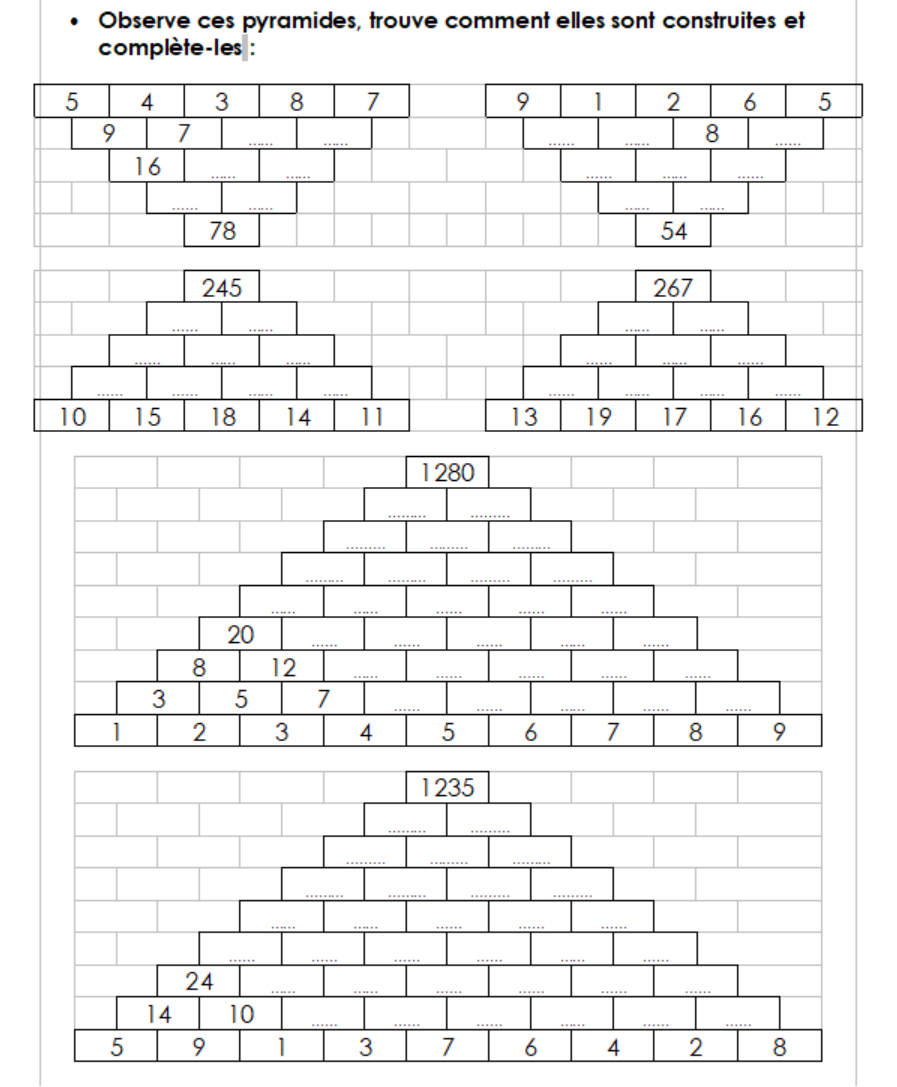 • Observe ces pyramides, trouve comment elles sont construites et
complète-les :
5 4 3 8 7 9 1 2 6 5
9 7 ...... ...... ...... ...... 8 ......
16 ...... ...... ...... ...... ......
...... ...... ...... ......
78 54
245 267
...... ...... ...... ......
...... ...... ...... ...... ...... ......
...... ...... ...... ...... ...... ...... ...... ......
10 15 18 14 11 13 19 17 16 12
1280
......... .........
......... ......... .........
......... ......... ......... .........
...... ...... ...... ...... ......
20 ...... ...... ...... ...... ......
8 12 ...... ...... ...... ...... ......
3 5 7 ...... ...... ...... ...... ......
1 2 3 4 5 6 7 8 9
1235
......... .........
......... ......... .........
......... ......... ......... .........
...... ...... ...... ...... ......
...... ...... ...... ...... ...... ......
24 ...... ...... ...... ...... ...... ......
14 10 ...... ...... ...... ...... ...... ......
5 9 1 3 7 6 4 2 8